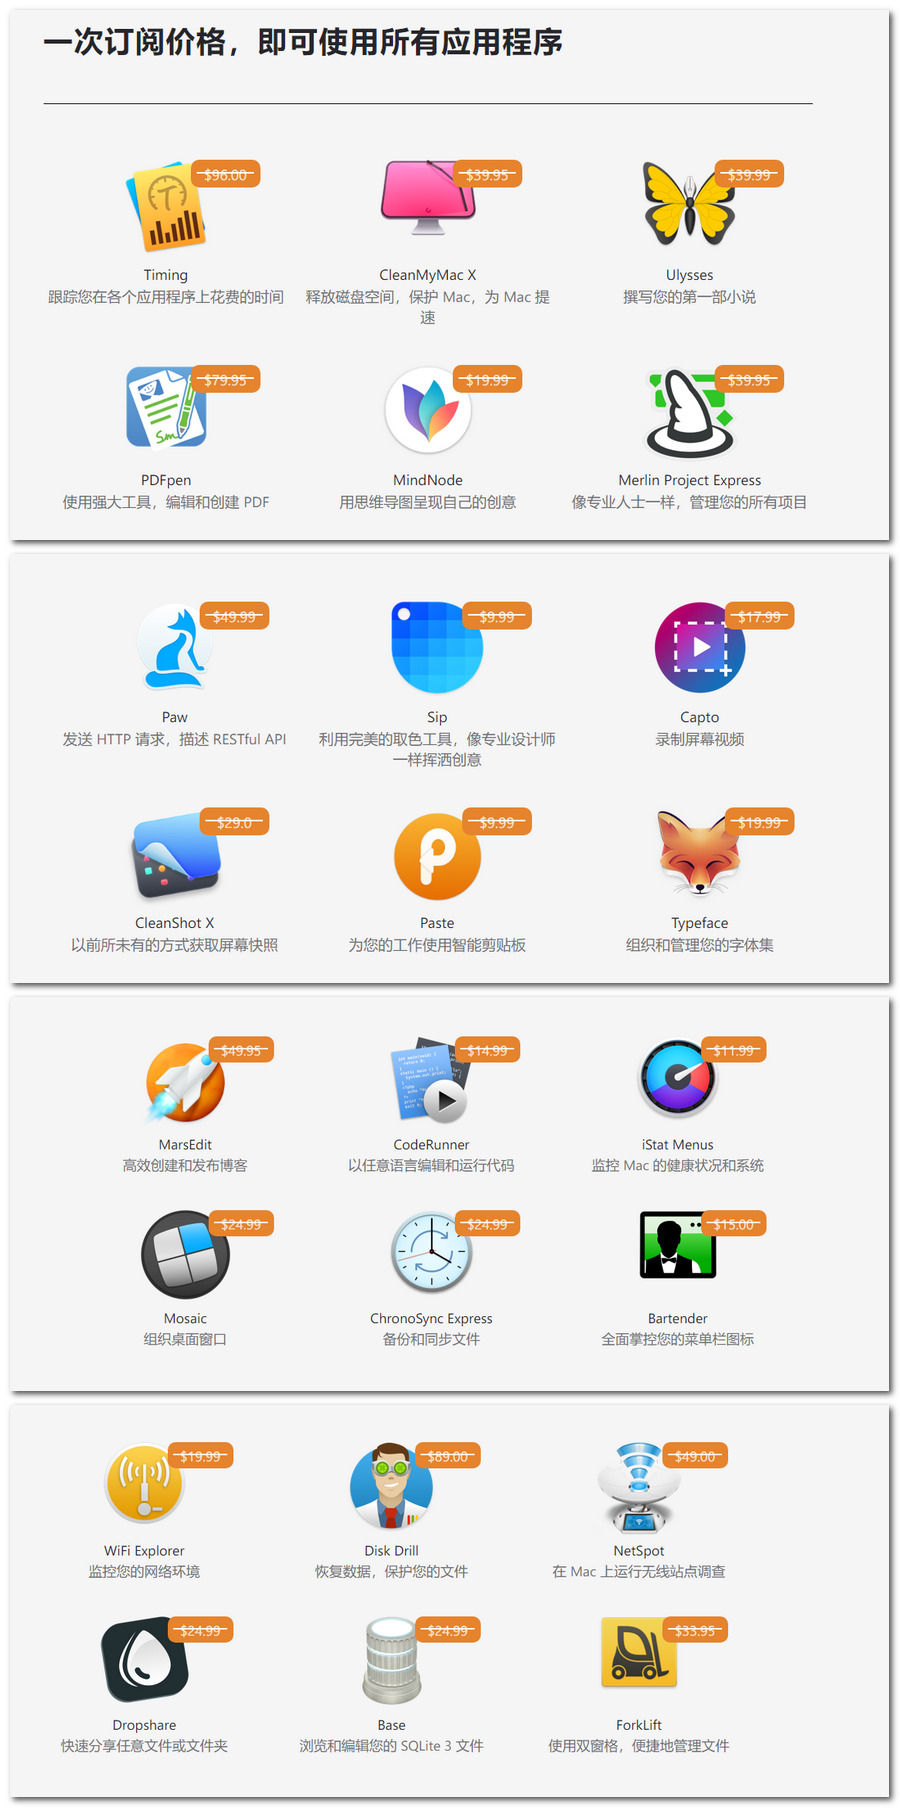 一次订阅价格，即可使用所有应用程序
$96.00
$39.95
$39.99
Timing
CleanMyMac X
Ulysses
跟踪您在各个应用程序上花费的时间
释放磁盘空间，保护 Mac，为 Mac 提
速
撰写您的第一部小说
$79.95
$19.99
$39.95
PDFpen
MindNode
Merlin Project Express
使用强大工具，编辑和创建 PDF
用思维导图呈现自己的创意
像专业人士一样，管理您的所有项目
$49.99
$9.99
$17.99
Paw
Sip
Capto
发送 HTTP 请求，描述 RESTful API
利用完美的取色工具，像专业设计师
一样挥洒创意
录制屏幕视频
$29.0
$9.99
$19.99
CleanShot X
Paste
Typeface
以前所未有的方式获取屏幕快照
为您的工作使用智能剪贴板
组织和管理您的字体集
$49.95
$14.99
$11.99
MarsEdit
CodeRunner
iStat Menus
高效创建和发布博客
以任意语言编辑和运行代码
监控 Mac 的健康状况和系统
$24.99
$24.99
$15.00
Mosaic
ChronoSync Express
Bartender
组织桌面窗口
备份和同步文件
全面掌控您的菜单栏图标
$19.99
$89.00
$49.00
WiFi Explorer
Disk Drill
NetSpot
监控您的网络环境
恢复数据，保护您的文件
在 Mac 上运行无线站点调查
$24.99
$24.99
$33.95
Dropshare
Base
ForkLift
快速分享任意文件或文件夹
浏览和编辑您的 SQLite 3 文件
使用双窗格，便捷地管理文件